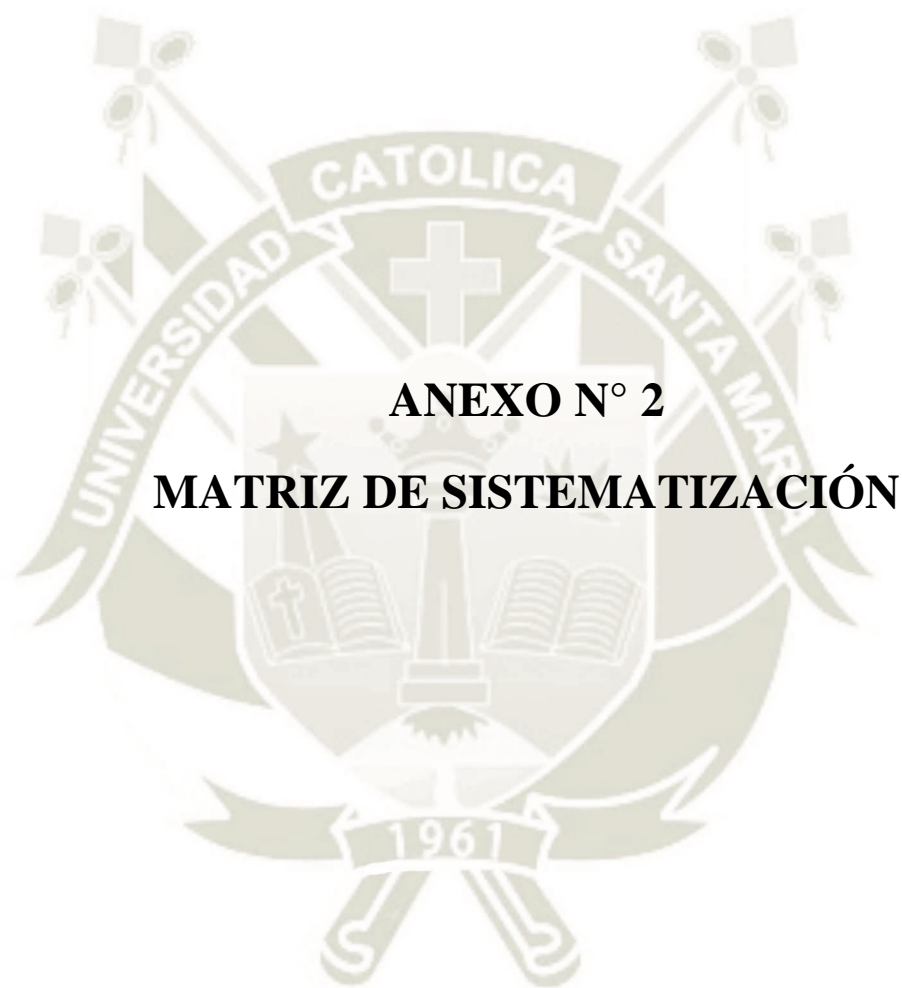 CATOLICA
UNIVERSIDAD
SANTA MARIA
ANEXO N° 2
MATRIZ DE SISTEMATIZACIÓN
1961